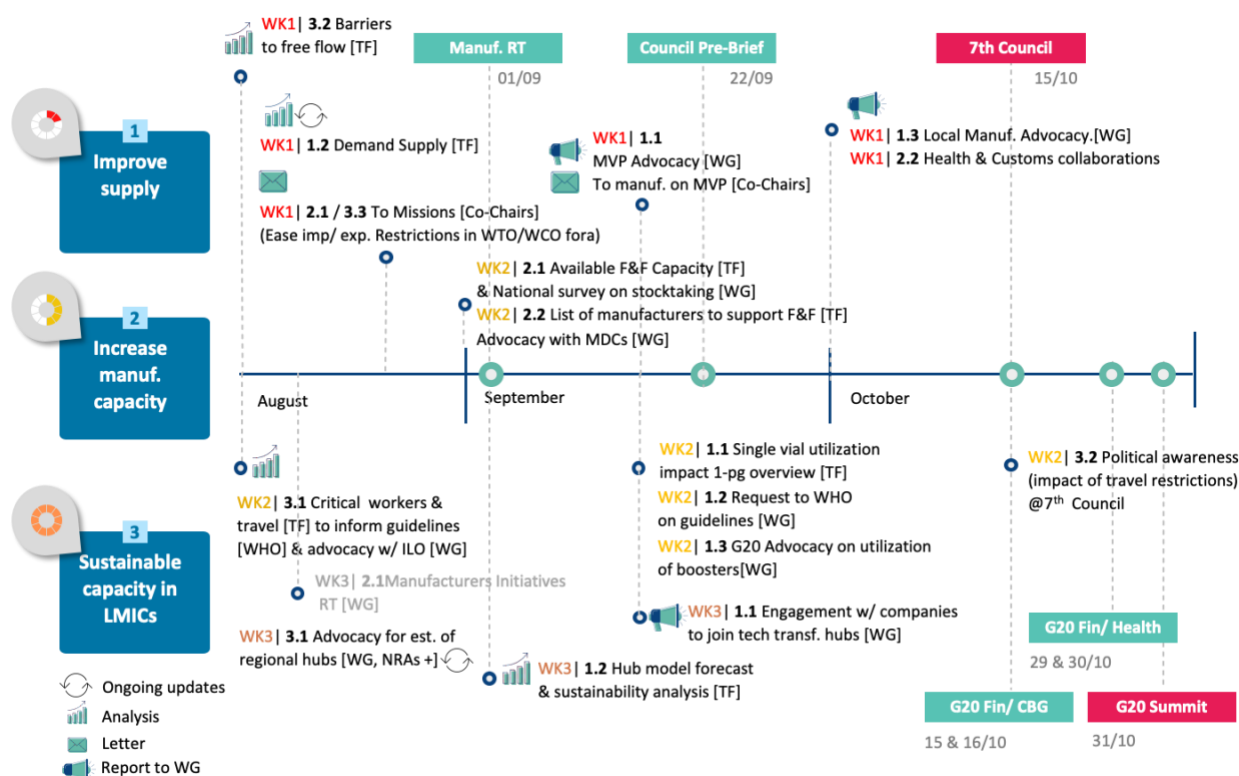 WK1| 3.2 Barriers
to free flow [TF]
Manuf. RT
01/09
Council Pre-Brief
22/09
7th Council
15/10
1
Improve
supply
WK1| 1.2 Demand Supply [TF]
WK1| 2.1 / 3.3 To Missions [Co-Chairs]
(Ease imp/ exp. Restrictions in WTO/WCO fora)
WK1| 1.1
MVP Advocacy [WG]
To manuf. on MVP [Co-Chairs]
WK1| 1.3 Local Manuf. Advocacy.[WG]
WK1| 2.2 Health & Customs collaborations
WK2| 2.1 Available F&F Capacity [TF]
& National survey on stocktaking [WG]
WK2| 2.2 List of manufacturers to support F&F [TF]
Advocacy with MDCs [WG]
2
Increase
manuf.
capacity
August
September
October
WK2| 3.1 Critical workers &
travel [TF] to inform guidelines
[WHO] & advocacy w/ ILO [WG]
WK3| 2.1Manufacturers Initiatives
RT [WG]
WK3| 3.1 Advocacy for est. of
regional hubs [WG, NRAs +]
WK3| 1.2 Hub model forecast
& sustainability analysis [TF]
WK2| 1.1 Single vial utilization
impact 1-pg overview [TF]
WK2| 1.2 Request to WHO
on guidelines [WG]
WK2| 1.3 G20 Advocacy on utilization
of boosters[WG]
WK3| 1.1 Engagement w/ companies
to join tech transf. hubs [WG]
WK2| 3.2 Political awareness
(impact of travel restrictions)
@7th Council
3
Sustainable
capacity in
LMICs
G20 Fin/ Health
29 & 30/10
G20 Fin/ CBG
15 & 16/10
G20 Summit
31/10
Ongoing updates
Analysis
Letter
Report to WG